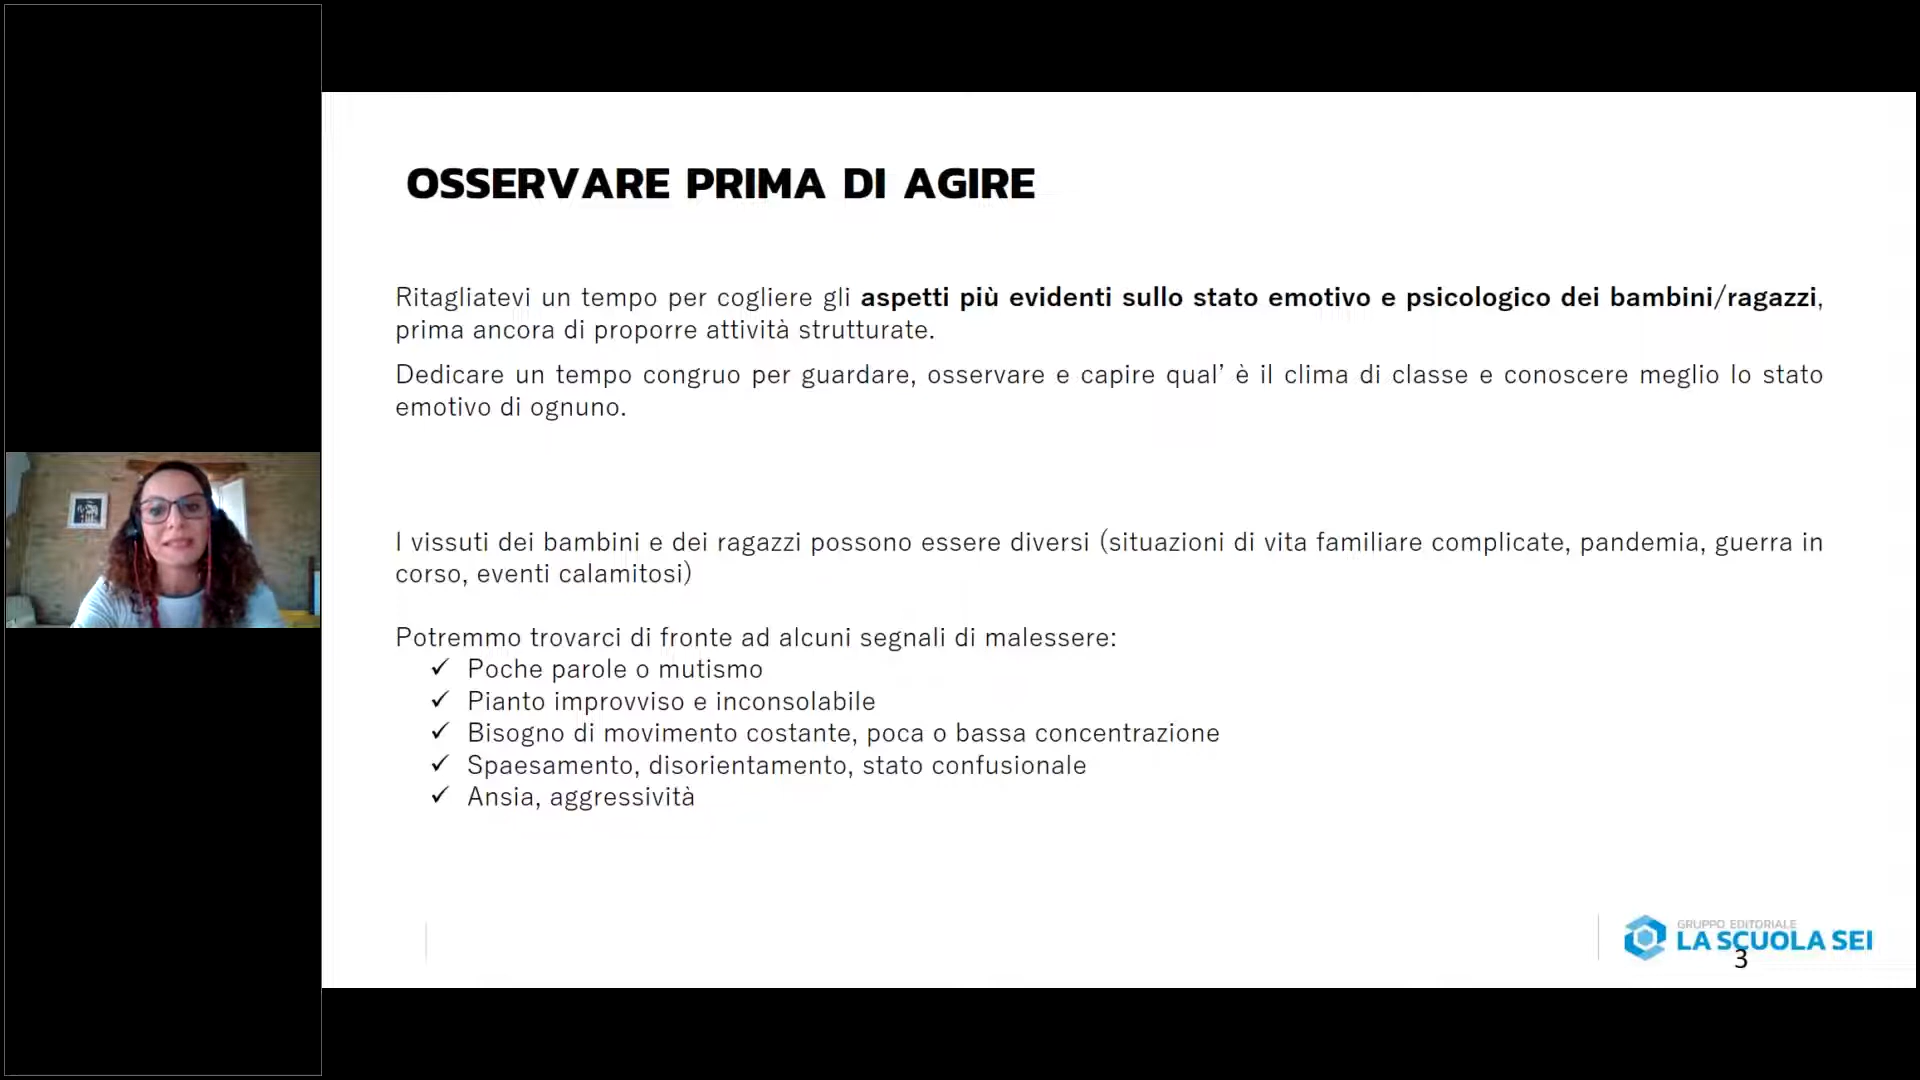 OSSERVARE PRIMA DI AGIRE
Ritagliatevi un tempo per cogliere gli aspetti più evidenti sullo stato emotivo e psicologico dei bambini/ragazzi,
prima ancora di proporre attività strutturate.
Dedicare un tempo congruo per guardare, osservare e capire qual’ è il clima di classe e conoscere meglio lo stato
emotivo di ognuno.
I vissuti dei bambini e dei ragazzi possono essere diversi (situazioni di vita familiare complicate, pandemia, guerra in
corso, eventi calamitosi)
Potremmo trovarci di fronte ad alcuni segnali di malessere:
✓ Poche parole o mutismo
✓ Pianto improvviso e inconsolabile
✓ Bisogno di movimento costante, poca o bassa concentrazione
✓ Spaesamento, disorientamento, stato confusionale
✓ Ansia, aggressività
GRUPPO EDITORIALE
LA SCUOLA SEI
3